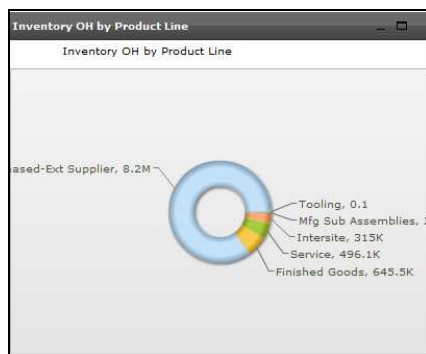 Inventory OH by Product Line
Inventory OH by Product Line
ased-Ext Supplier, 8.2M
Tooling, 0.1
Mfg Sub Assemblies,
Intersite, 315K
Service, 496.1K
Finished Goods, 645.5K